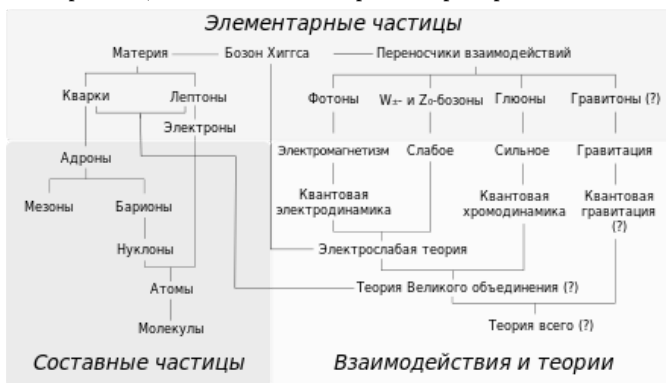 Элементарные частицы
Материя Бозон Хиггса Переносчики взаимодействий
Кварки Лептоны Фотоны W±- и Z0-бозоны Глюоны Гравитоны (?)
Электроны
Адроны Электромагнетизм Слабое Сильное Гравитация
Мезоны Барионы Квантовая электродинамика Квантовая хромодинамика Квантовая гравитация (?)
Нуклоны Электрослабая теория
Атомы Теория Великого объединения (?)
Молекулы Теория всего (?)
Составные частицы Взаимодействия и теории